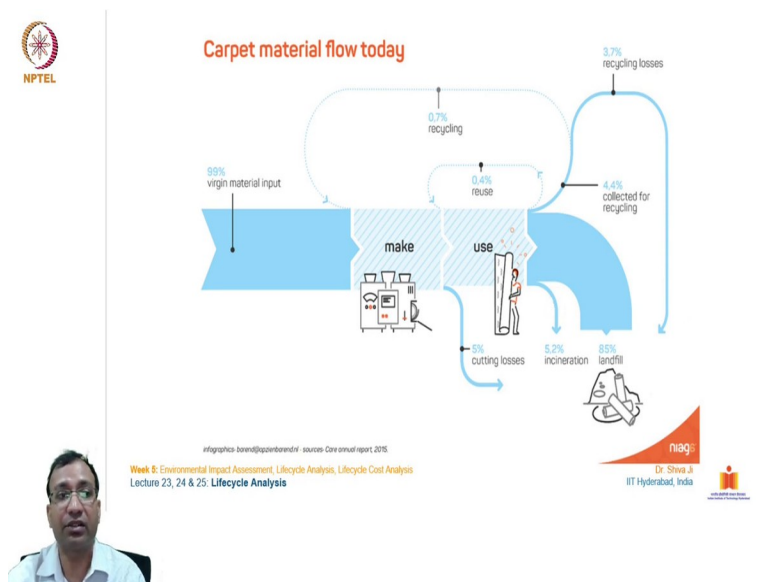 NPTEL
Carpet material flow today
3,7%
recycling losses
0,7%
recycling
99%
virgin material input
0,4%
reuse
4,4%
collected for
recycling
make
use
5%
cutting losses
5,2%
incineration
85%
landfill
infographics- barend@apzienbarend.nl - sources- Care annual report, 2015,
niaga
Week 5: Environmental Impact Assessment, Lifecycle Analysis, Lifecycle Cost Analysis
Lecture 23, 24 & 25: Lifecycle Analysis
Dr. Shiva Ji
IIT Hyderabad, India